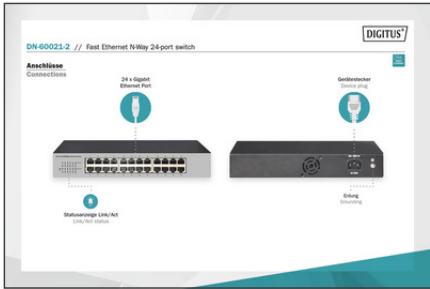 DIGITUS®
DN-60021-2 // Fast Ethernet N-Way 24-port switch
Anschlüsse
Connections
24 x Gigabit
Ethernet Port
Gerätestecker
Device plug
Statusanzeige Link/Act
Link/Act status
Erdung
Grounding